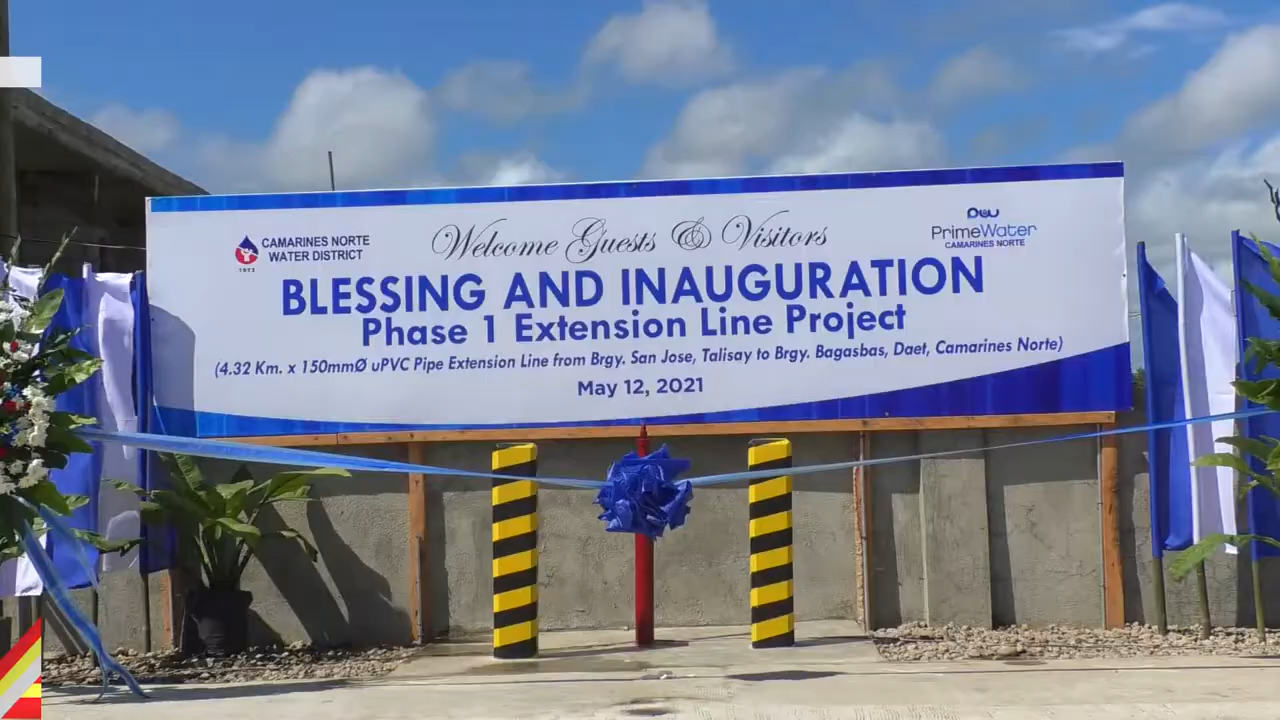 CAMARINES NORTE
WATER DISTRICT
1973
Welcome Guests & Visitors
PrimeWater
CAMARINES NORTE
BLESSING AND INAUGURATION
Phase 1 Extension Line Project
(4.32 Km. x 150mmØ uPVC Pipe Extension Line from Brgy. San Jose, Talisay to Brgy. Bagasbas, Daet, Camarines Norte)
May 12, 2021